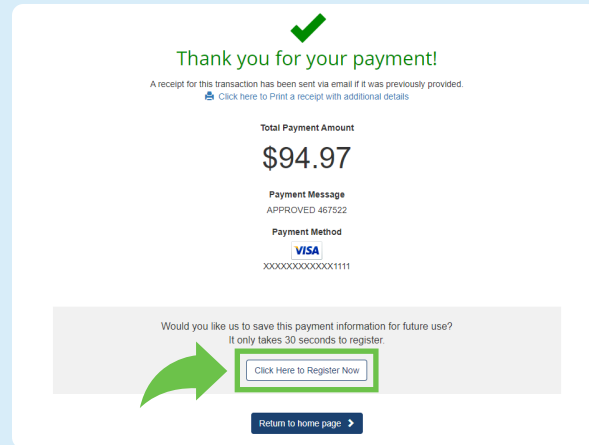 Thank you for your payment!
A receipt for this transaction has been sent via email if it was previously provided.
Click here to Print a receipt with additional details
Total Payment Amount
$94.97
Payment Message
APPROVED 467522
Payment Method
VISA
XXXXXXXXXXXX1111
Would you like us to save this payment information for future use?
It only takes 30 seconds to register.
Click Here to Register Now
Return to home page